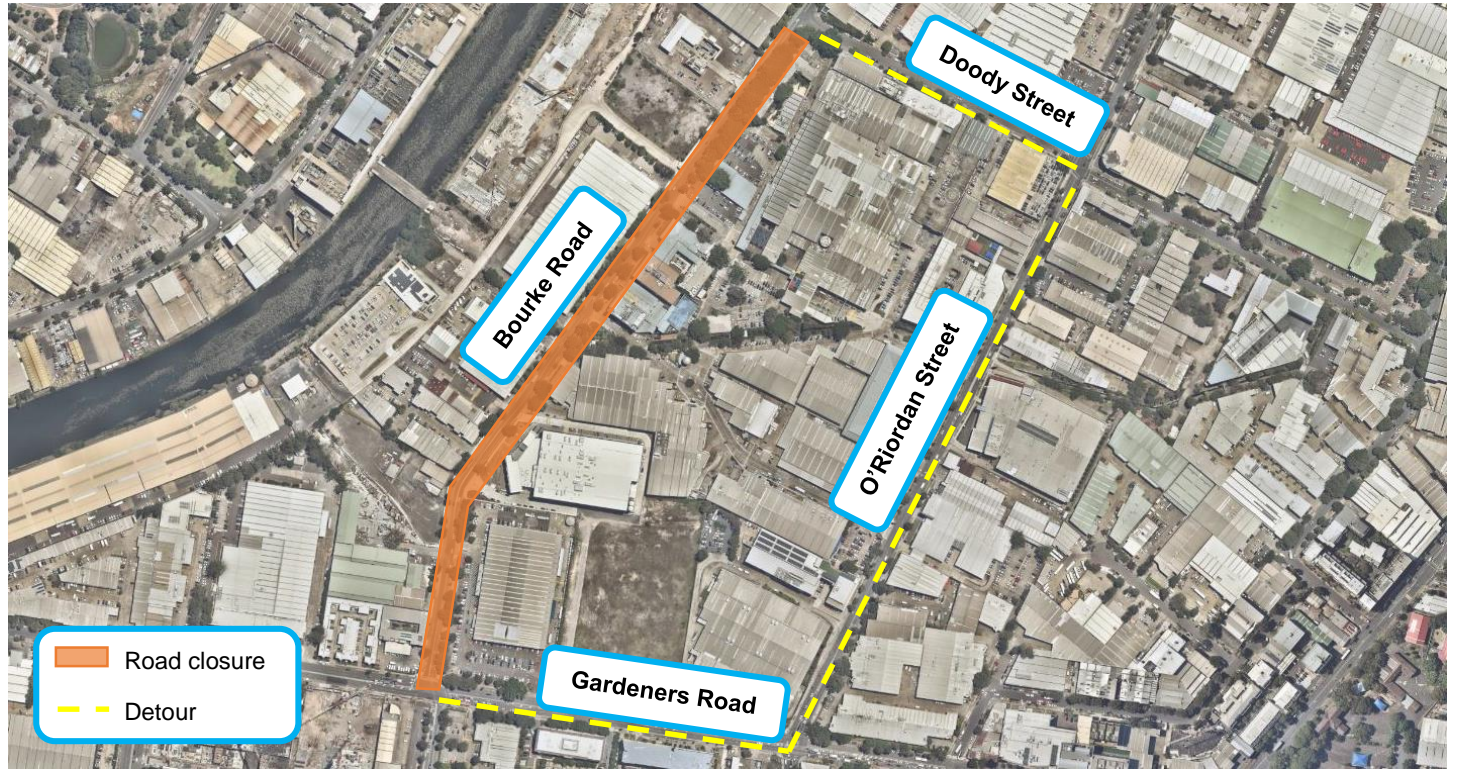 Doody Street
Bourke Road
O'Riordan Street
Gardeners Road
Road closure
Detour